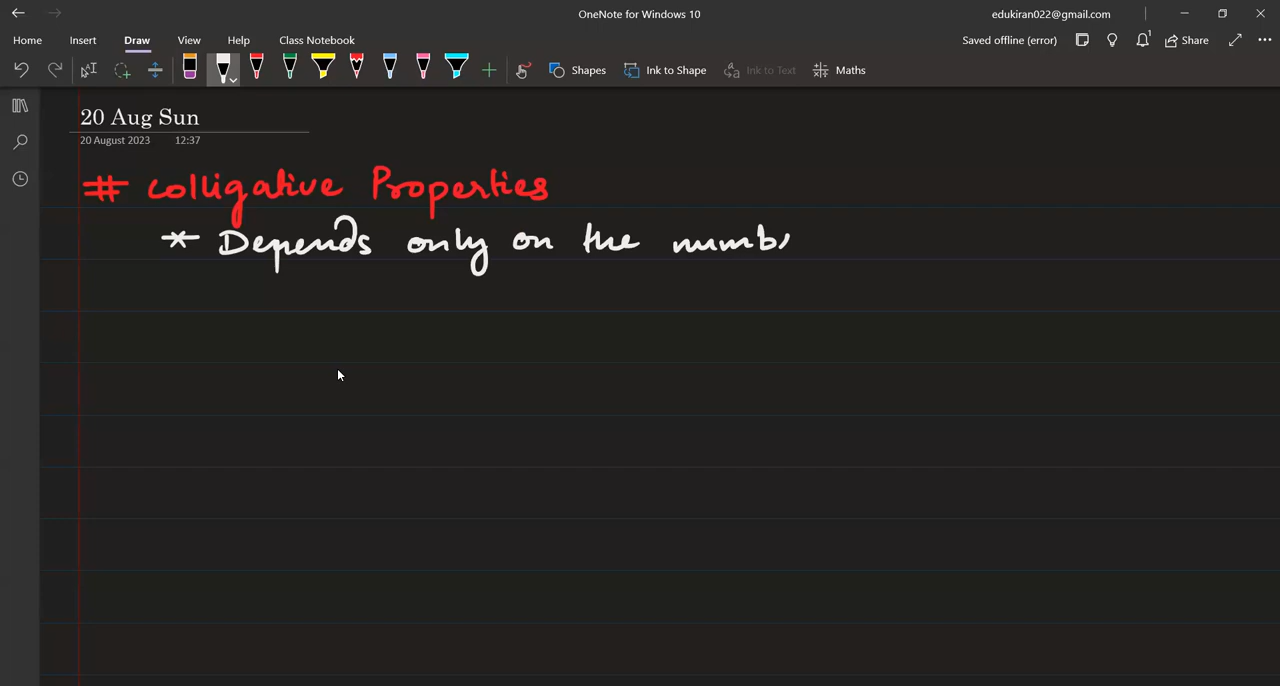 OneNote for Windows 10
edukiran022@gmail.com
Home Insert Draw View Help Class Notebook
Saved offline (error) Share
Shapes Ink to Shape Ink to Text Maths
20 Aug Sun
20 August 2023 12:37
# Colligative Properties
* Depends only on the numb